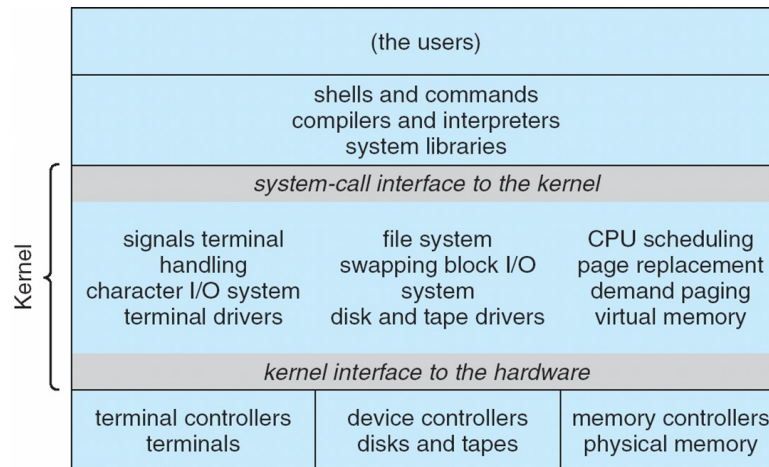 (the users)
shells and commands
compilers and interpreters
system libraries
Kernel
system-call interface to the kernel
signals terminal
handling
character I/O system
terminal drivers
file system
swapping block I/O
system
disk and tape drivers
CPU scheduling
page replacement
demand paging
virtual memory
kernel interface to the hardware
terminal controllers
terminals
device controllers
disks and tapes
memory controllers
physical memory